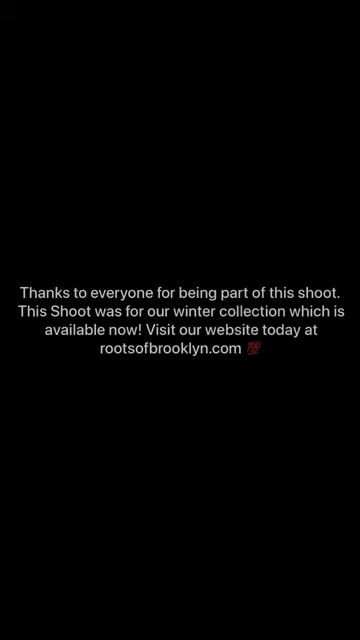 Thanks to everyone for being part of this shoot.
This Shoot was for our winter collection which is
available now! Visit our website today at
rootsofbrooklyn.com 💯